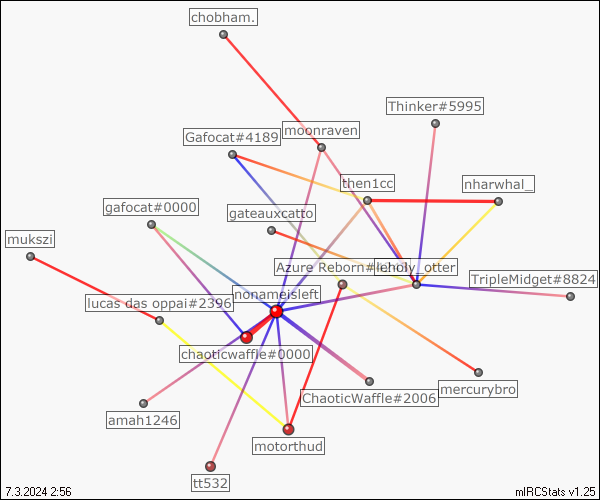 chobham.
Thinker#5995
moonraven
Gafocat#4189
then1cc
nharwhal_
gafocat#0000
gateauxcatto
mukszi
Azure Reborn#
leholy_otter
TripleMidget#8824
nonameisleft
lucas das oppai#2396
chaoticwaffle#0000
mercurybro
ChaoticWaffle#2006
amah1246
motorthud
tt532
7.3.2024 2:56
mIRCStats v1.25